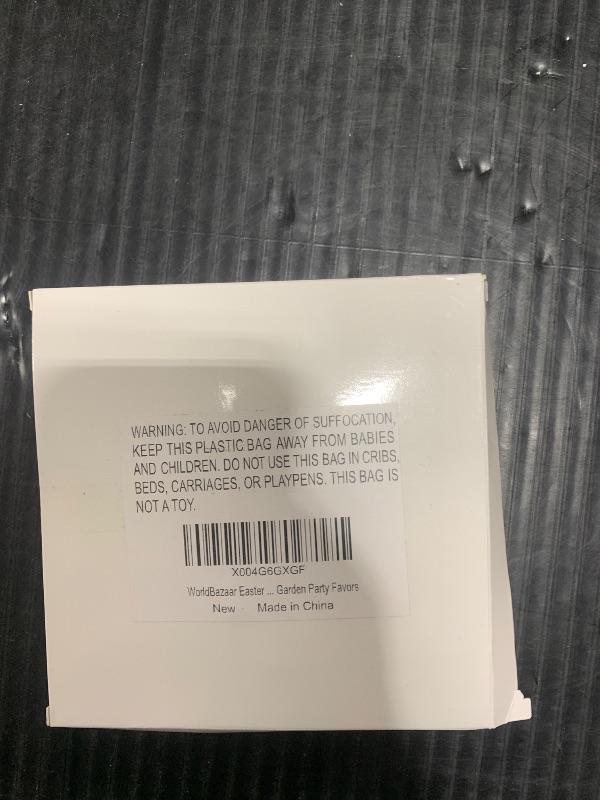 WARNING: TO AVOID DANGER OF SUFFOCATION,
KEEP THIS PLASTIC BAG AWAY FROM BABIES
AND CHILDREN. DO NOT USE THIS BAG IN CRIBS,
BEDS, CARRIAGES, OR PLAYPENS. THIS BAG IS
NOT A TOY.
X004G6GXGF
WorldBazaar Easter ... Garden Party Favors
New Made in China